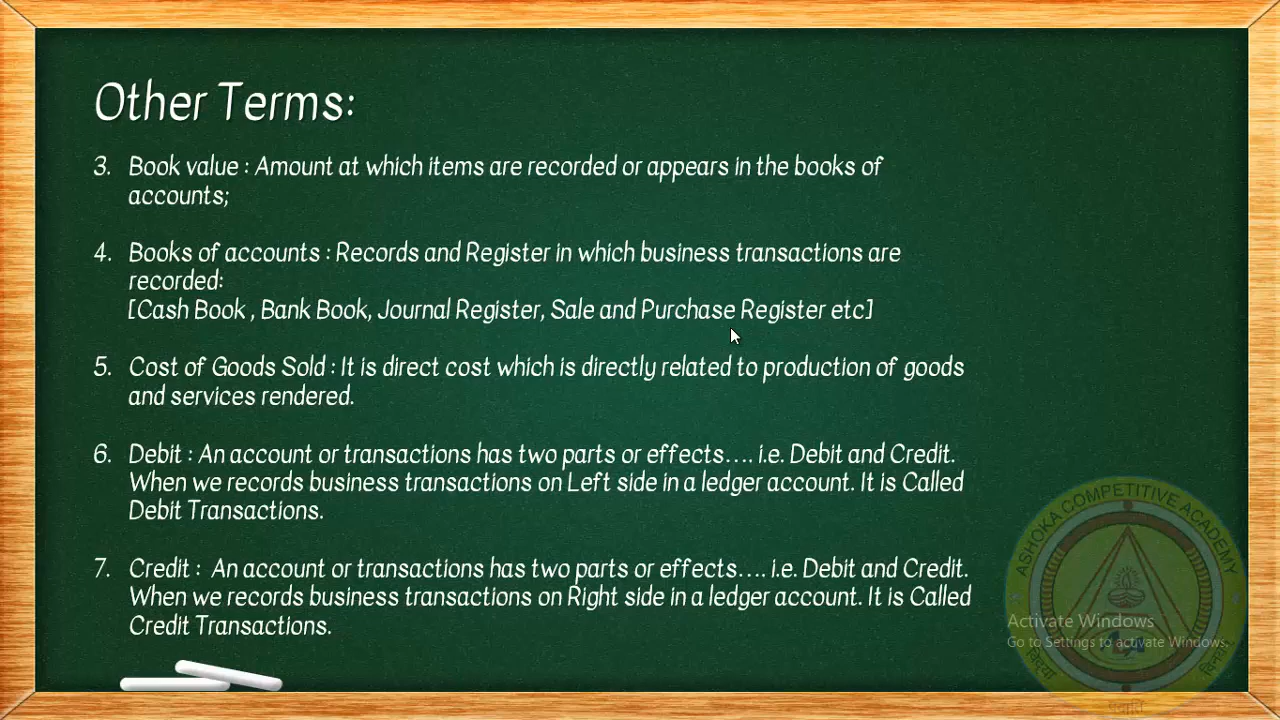 Other Terms:
3. Book value : Amount at which items are recorded or appears in the books of
accounts;
4. Books of accounts : Records and Register in which business transactions are
recorded:
[Cash Book , Bank Book, Journal Register, Sale and Purchase Register etc]
5. Cost of Goods Sold : It is direct cost which is directly related to production of goods
and services rendered.
6. Debit : An account or transactions has two parts or effects.... i.e. Debit and Credit.
When we records business transactions on Left side in a ledger account. It is Called
Debit Transactions.
7. Credit : An account or transactions has two parts or effects.... i.e. Debit and Credit.
When we records business transactions on Right side in a ledger account. It is Called
Credit Transactions.
ASHOKA COMPETITIVE ACADEMY
Activate Windows
Go to Settings to activate Windows.